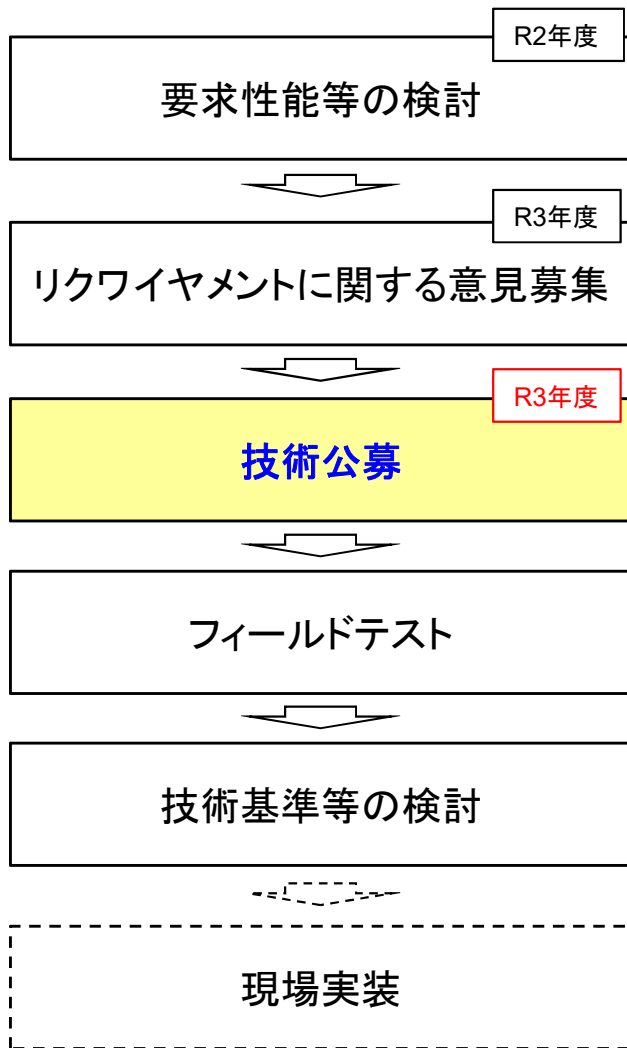 R2年度
要求性能等の検討
R3年度
リクワイヤメントに関する意見募集
R3年度
技術公募
フィールドテスト
技術基準等の検討
現場実装